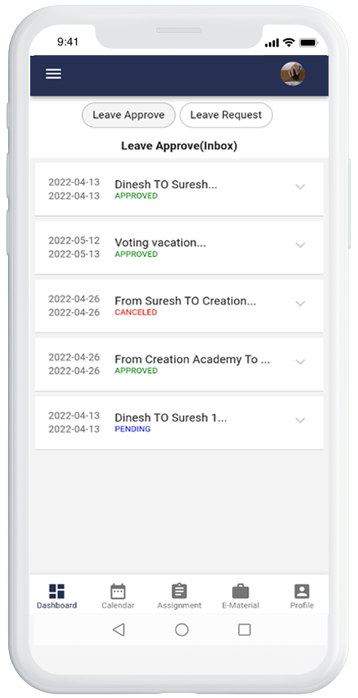 9:41
Leave Approve Leave Request
Leave Approve(Inbox)
2022-04-13 Dinesh TO Suresh...
2022-04-13 APPROVED
2022-05-12 Voting vacation...
2022-05-13 APPROVED
2022-04-26 From Suresh TO Creation...
2022-04-26 CANCELED
2022-04-26 From Creation Academy To ...
2022-04-26 APPROVED
2022-04-13 Dinesh TO Suresh 1...
2022-04-13 PENDING
Dashboard Calendar Assignment E-Material Profile